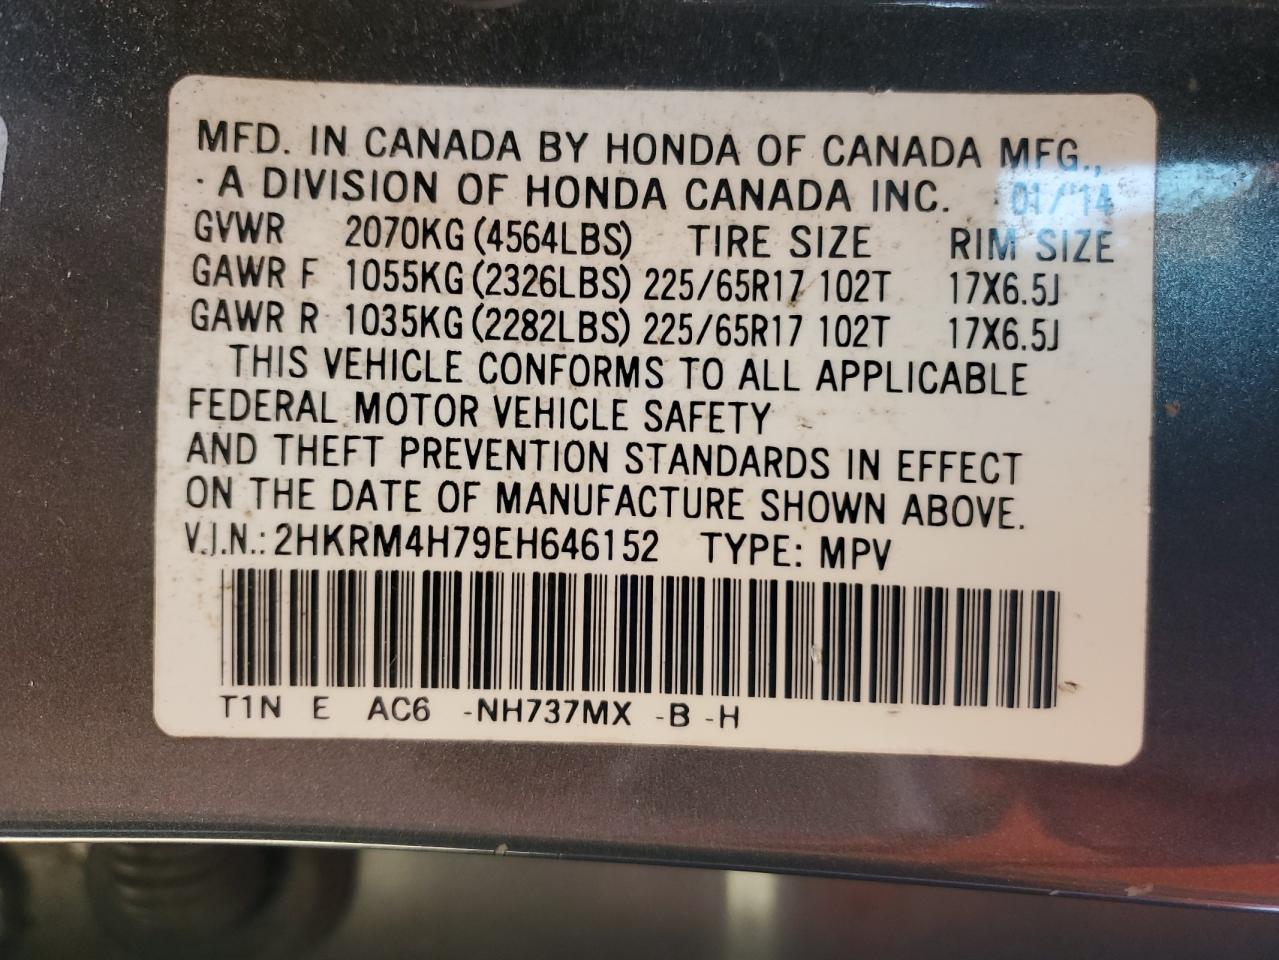 MFD. IN CANADA BY HONDA OF CANADA MFG.,
A DIVISION OF HONDA CANADA INC. 01/'14
GVWR 2070KG (4564LBS) TIRE SIZE RIM SIZE
GAWR F 1055KG (2326LBS) 225/65R17 102T 17X6.5J
GAWR R 1035KG (2282LBS) 225/65R17 102T 17X6.5J
THIS VEHICLE CONFORMS TO ALL APPLICABLE
FEDERAL MOTOR VEHICLE SAFETY
AND THEFT PREVENTION STANDARDS IN EFFECT
ON THE DATE OF MANUFACTURE SHOWN ABOVE.
V.I.N.: 2HKRM4H79EH646152 TYPE: MPV
T1N E AC6 -NH737MX -B -H